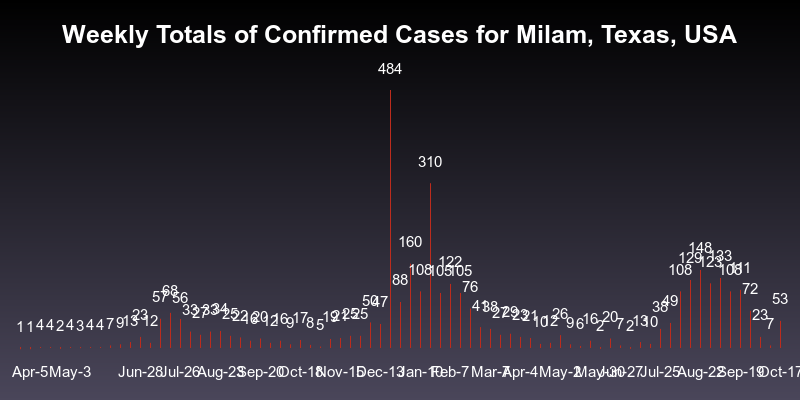 Weekly Totals of Confirmed Cases for Milam, Texas, USA
1 1 4 4 2 4 3 4 4 7 9 13 23 12 57 68 56 33 27 33 34 25 22 16 20 12 16 9 17 8 5 19 21 25 25 50 47 484 88 160 108 310 105 122 105 76 41 38 27 29 23 21 10 12 26 9 6 16 2 20 7 2 13 10 38 49 108 129 148 123 133 108 111 72 23 7 53
Apr-5 May-3 Jun-28 Jul-26 Aug-23 Sep-20 Oct-18 Nov-15 Dec-13 Jan-10 Feb-7 Mar-7 Apr-4 May-2 May-30 Jun-27 Jul-25 Aug-22 Sep-19 Oct-17